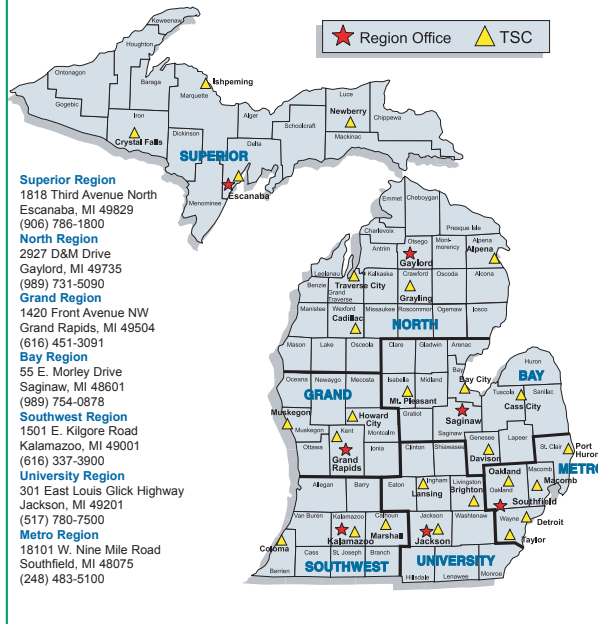 Region Office TSC
Keweenaw
Houghton
Ontonagon
Baraga
Gogebic
Marquette
Ishpeming
Iron
Crystal Falls
Dickinson
Alger
Luce
Newberry
Chippewa
Schoolcraft
Mackinac
Delta
SUPERIOR
Menominee
Escanaba
Superior Region
1818 Third Avenue North
Escanaba, MI 49829
(906) 786-1800
North Region
2927 D&M Drive
Gaylord, MI 49735
(989) 731-5090
Grand Region
1420 Front Avenue NW
Grand Rapids, MI 49504
(616) 451-3091
Bay Region
55 E. Morley Drive
Saginaw, MI 48601
(989) 754-0878
Southwest Region
1501 E. Kilgore Road
Kalamazoo, MI 49001
(616) 337-3900
University Region
301 East Louis Glick Highway
Jackson, MI 49201
(517) 780-7500
Metro Region
18101 W. Nine Mile Road
Southfield, MI 48075
(248) 483-5100
Emmet
Cheboygan
Presque Isle
Charlevoix
Antrim
Otsego
Gaylord
Mont-
morency
Alpena
Alpena
Leelanau
Benzie
Grand
Traverse
Traverse City
Kalkaska
Crawford
Grayling
Oscoda
Alcona
Manistee
Wexford
Cadillac
Missaukee
Roscommon
Ogemaw
Iosco
NORTH
Mason
Lake
Osceola
Clare
Gladwin
Arenac
Huron
BAY
Oceana
Newaygo
Mecosta
Isabella
Mt. Pleasant
Midland
Bay
Bay City
Tuscola
Sanilac
Cass City
GRAND
Muskegon
Muskegon
Howard
City
Montcalm
Gratiot
Saginaw
Saginaw
Kent
Grand
Rapids
Ottawa
Ionia
Clinton
Shiawassee
Genesee
Davison
Lapeer
St. Clair
Port
Huron
METRO
Allegan
Barry
Eaton
Ingham
Lansing
Livingston
Brighton
Oakland
Oakland
Macomb
Macomb
Southfield
Van Buren
Kalamazoo
Kalamazoo
Calhoun
Marshall
Jackson
Jackson
Washtenaw
Wayne
Detroit
Taylor
Coloma
Berrien
Cass
St. Joseph
Branch
SOUTHWEST
UNIVERSITY
Hillsdale
Lenawee
Monroe